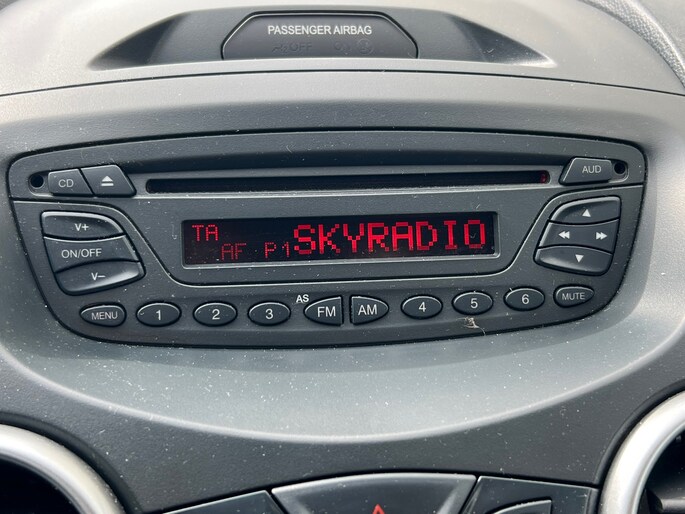 PASSENGER AIRBAG
OFF
CD
AUD
TA
AF P1 SKYRADIO
V+
ON/OFF
V–
MENU
1
2
3
AS
FM
AM
4
5
6
MUTE